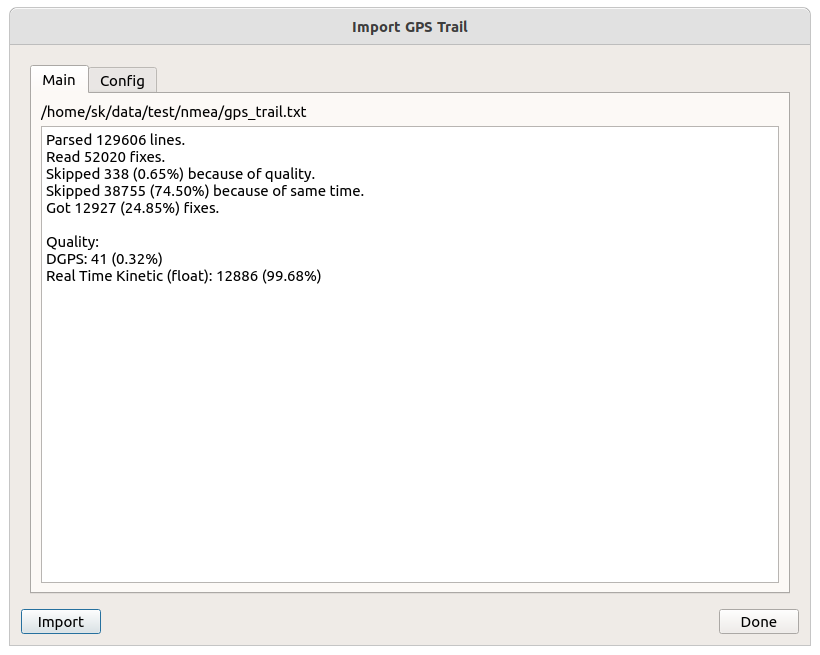 Import GPS Trail
Main
Config
/home/sk/data/test/nmea/gps_trail.txt
Parsed 129606 lines.
Read 52020 fixes.
Skipped 338 (0.65%) because of quality.
Skipped 38755 (74.50%) because of same time.
Got 12927 (24.85%) fixes.
Quality:
DGPS: 41 (0.32%)
Real Time Kinetic (float): 12886 (99.68%)
Import
Done